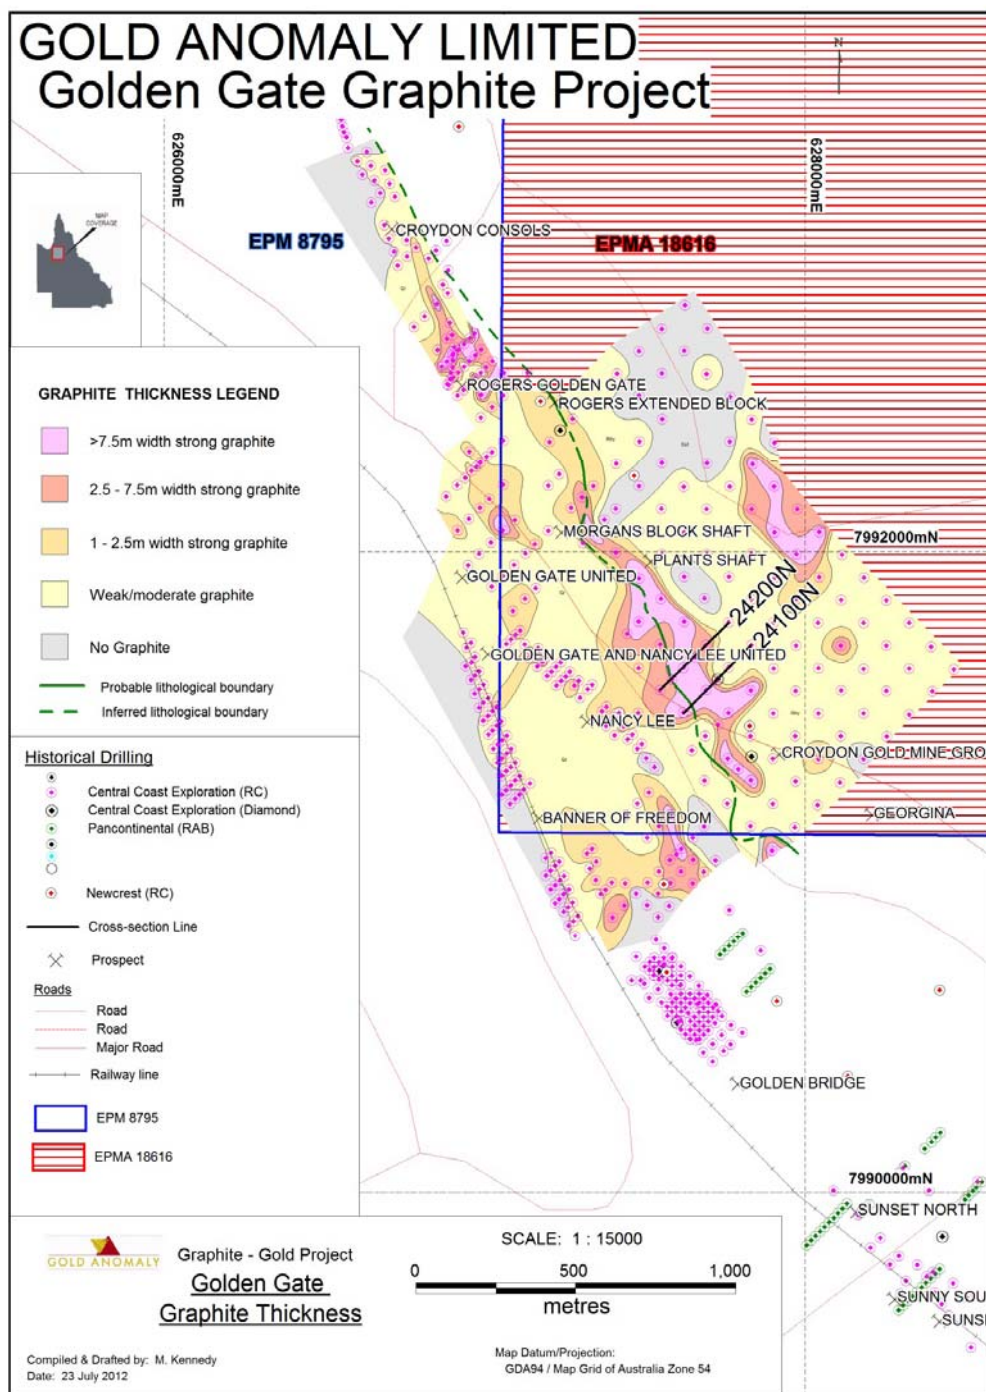 GOLD ANOMALY LIMITED
Golden Gate Graphite Project
N
626000mE
628000mE
MAP
COVERAGE
EPM 8795
EPMA 18616
CROYDON CONSOLS
ROGERS GOLDEN GATE
ROGERS EXTENDED BLOCK
MORGANS BLOCK SHAFT
7992000mN
PLANTS SHAFT
GOLDEN GATE UNITED
24200N
24100N
GOLDEN GATE AND NANCY LEE UNITED
NANCY LEE
CROYDON GOLD MINE GRO
BANNER OF FREEDOM
GEORGINA
GOLDEN BRIDGE
7990000mN
SUNSET NORTH
SUNNY SOU
SUNS
GRAPHITE THICKNESS LEGEND
>7.5m width strong graphite
2.5 - 7.5m width strong graphite
1 - 2.5m width strong graphite
Weak/moderate graphite
No Graphite
Probable lithological boundary
Inferred lithological boundary
Historical Drilling
Central Coast Exploration (RC)
Central Coast Exploration (Diamond)
Pancontinental (RAB)
Newcrest (RC)
Cross-section Line
Prospect
Roads
Road
Road
Major Road
Railway line
EPM 8795
EPMA 18616
GOLD ANOMALY
Graphite - Gold Project
Golden Gate
Graphite Thickness
Compiled & Drafted by: M. Kennedy
Date: 23 July 2012
SCALE: 1 : 15000
0 500 1,000
metres
Map Datum/Projection:
GDA94 / Map Grid of Australia Zone 54